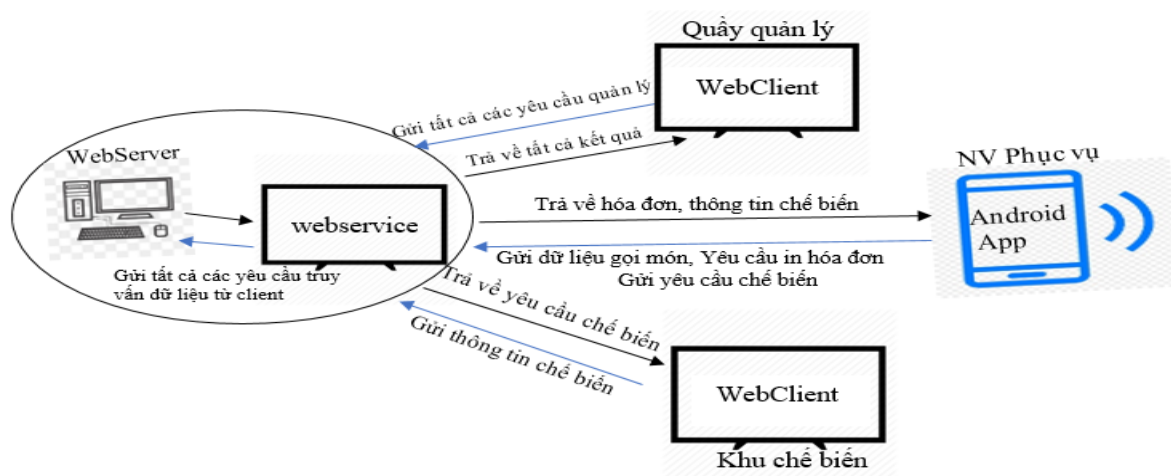 Quầy quản lý
WebClient
Gửi tất cả các yêu cầu quản lý
Trả về tất cả kết quả
WebServer
webservice
Gửi tất cả các yêu cầu truy
vấn dữ liệu từ client
NV Phục vụ
Android
App
Trả về hóa đơn, thông tin chế biến
Gửi dữ liệu gọi món, Yêu cầu in hóa đơn
Gửi yêu cầu chế biến
Trả về yêu cầu chế biến
Gửi thông tin chế biến
WebClient
Khu chế biến